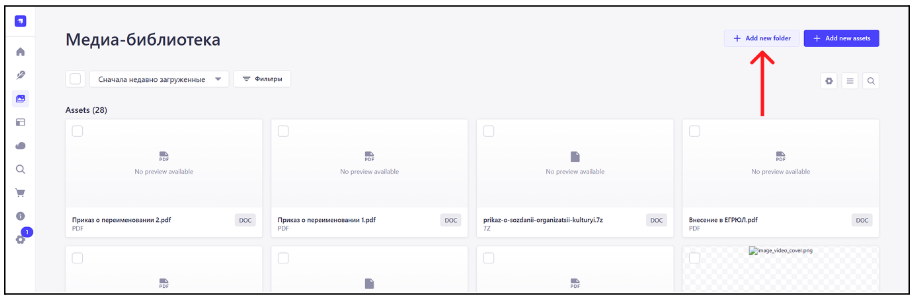 Медиа-библиотека
+ Add new folder
+ Add new assets
Сначала недавно загруженные
Фильтры
Assets (28)
PDF
No preview available
PDF
No preview available
No preview available
PDF
No preview available
Приказ о переименовании 2.pdf
DOC
PDF
Приказ о переименовании 1.pdf
DOC
PDF
prikaz-o-sozdanii-organizatsii-kulturyi.7z
DOC
7Z
Внесение в ЕГРЮЛ.pdf
DOC
PDF
1
image_video_cover.png
PDF
PDF